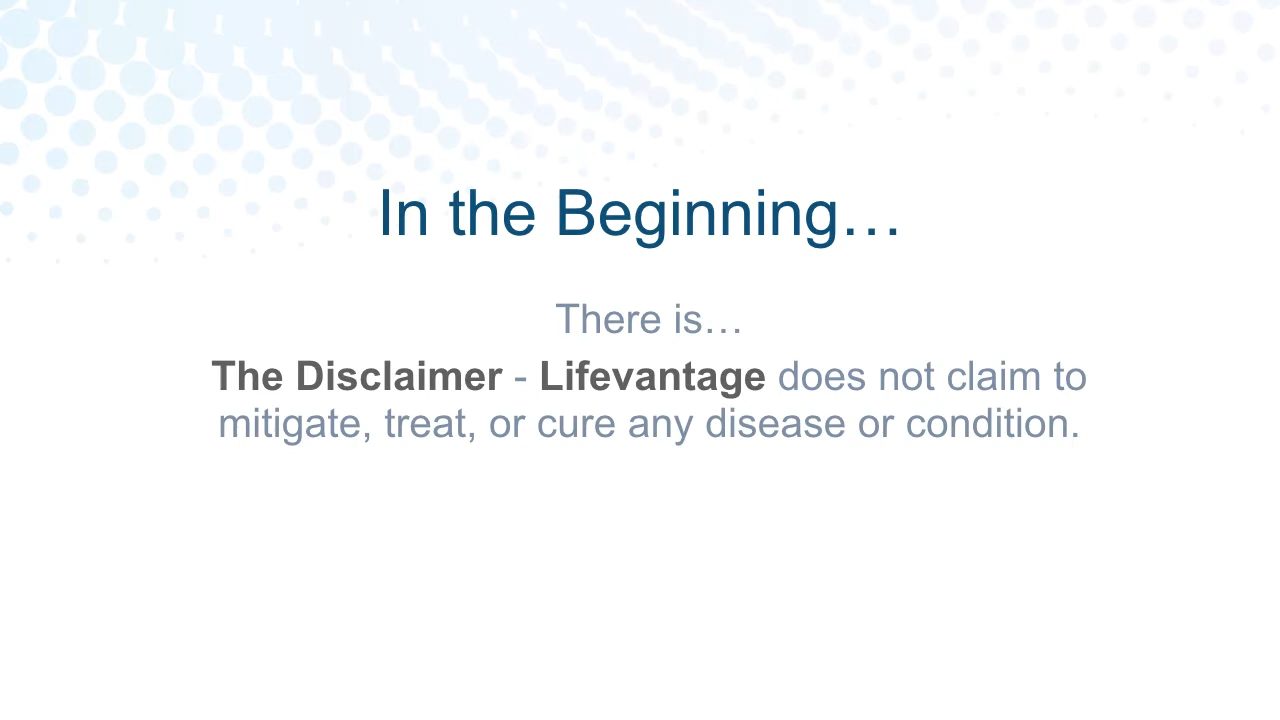 In the Beginning…
There is…
The Disclaimer - Lifevantage does not claim to
mitigate, treat, or cure any disease or condition.